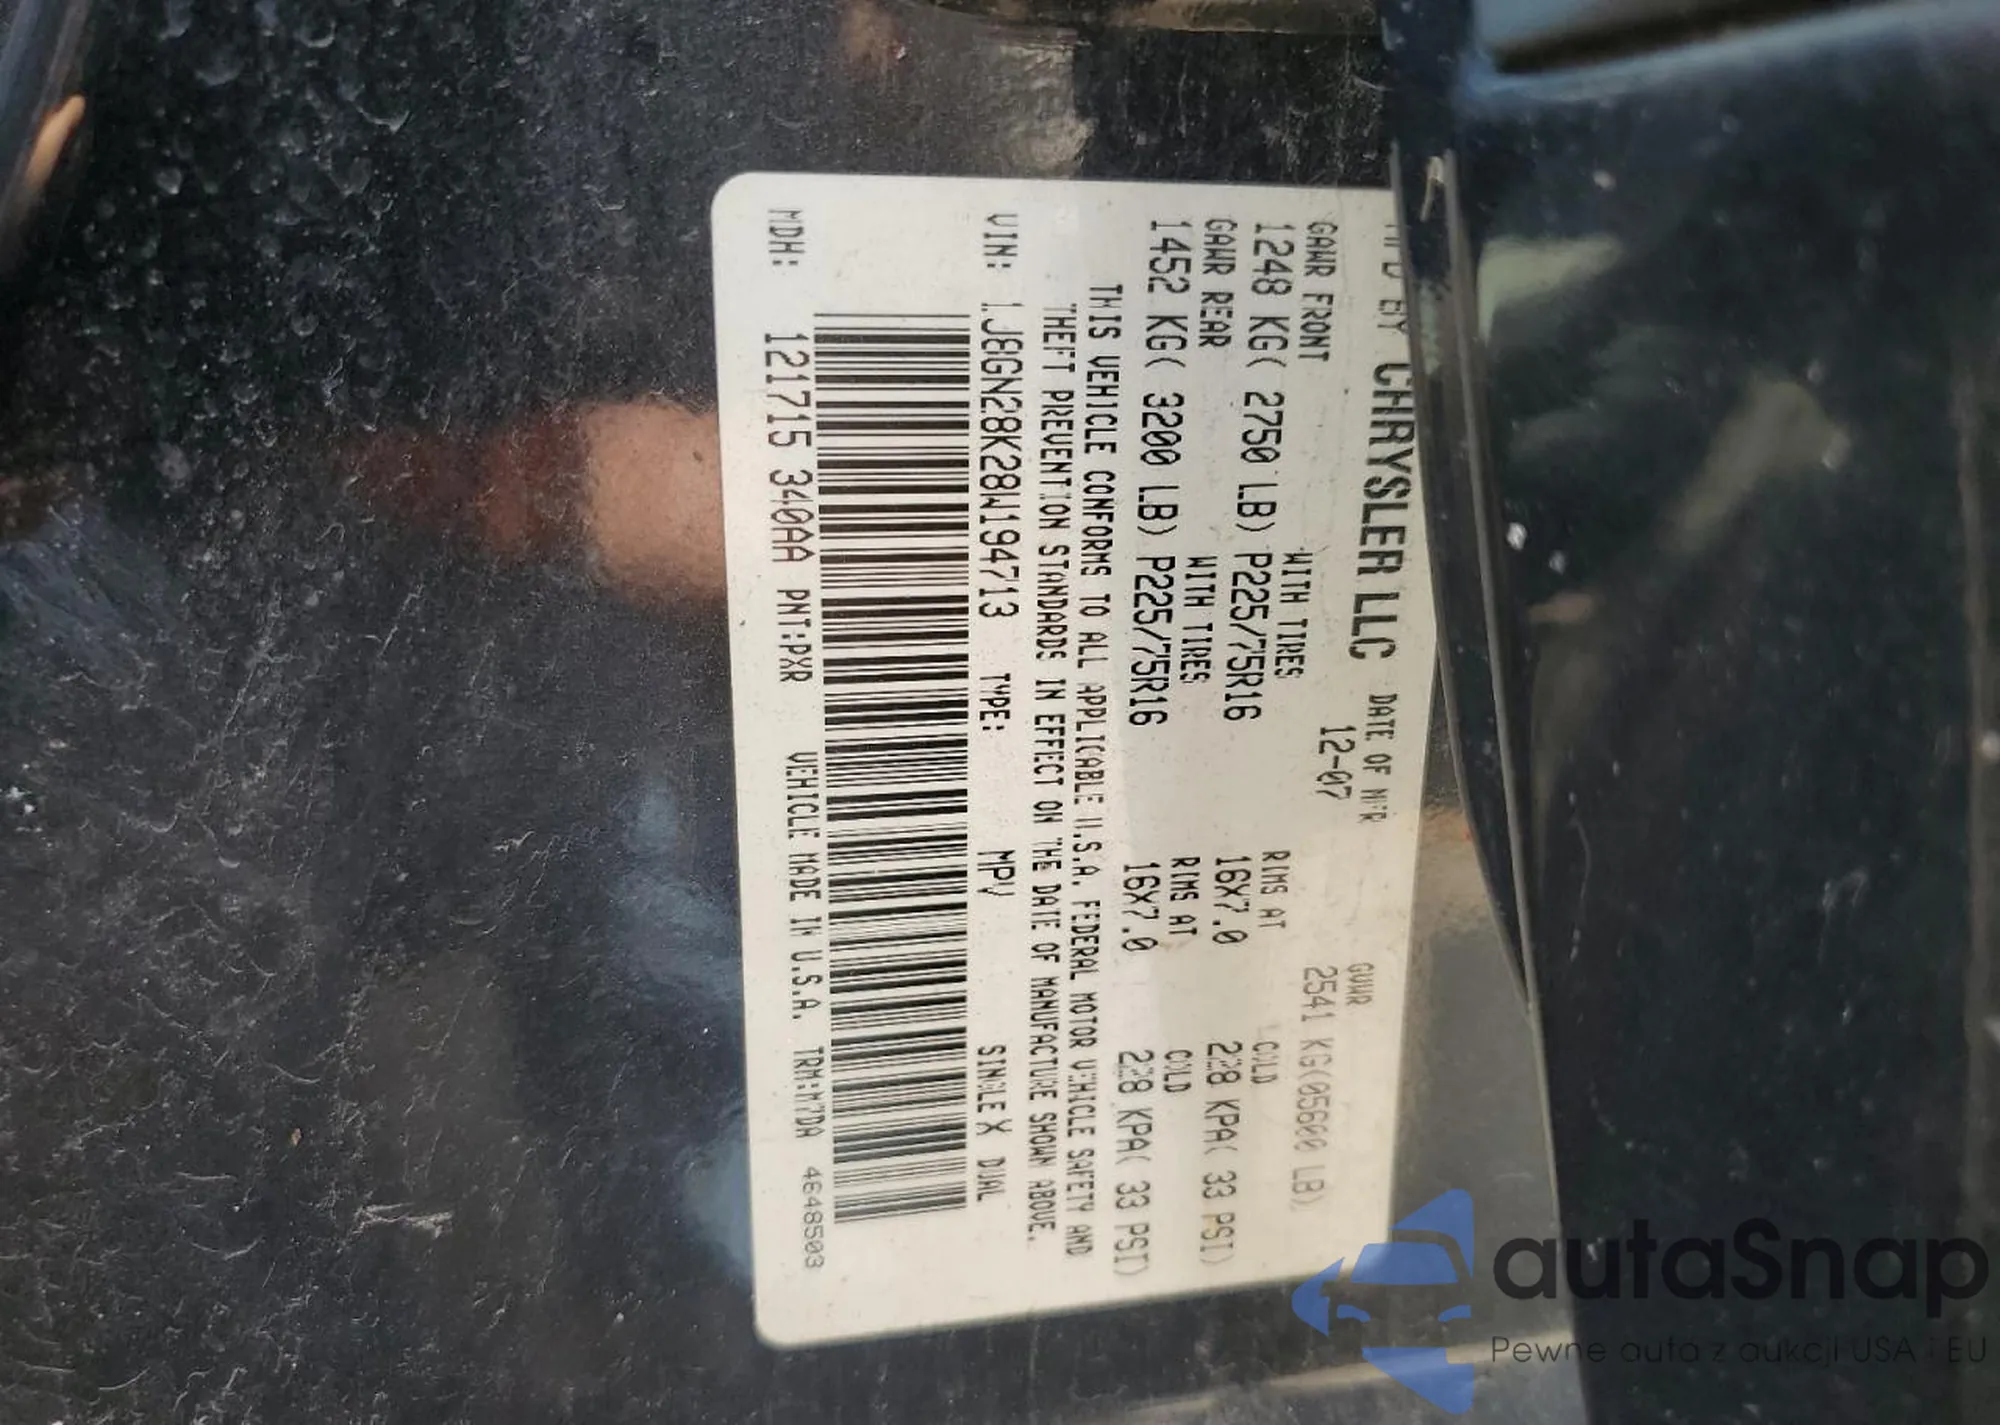 MFD BY CHRYSLER LLC DATE OF MFR GVWR
12-07 2541 KG(05600 LB)
GAWR FRONT WITH TIRES RIMS AT COLD
1248 KG( 2750 LB) P225/75R16 16X7.0 228 KPA( 33 PSI)
GAWR REAR WITH TIRES RIMS AT COLD
1452 KG( 3200 LB) P225/75R16 16X7.0 228 KPA( 33 PSI)
THIS VEHICLE CONFORMS TO ALL APPLICABLE U.S.A. FEDERAL MOTOR VEHICLE SAFETY AND
THEFT PREVENTION STANDARDS IN EFFECT ON THE DATE OF MANUFACTURE SHOWN ABOVE.
VIN: 1J8GN28K28W194713 TYPE: MPV SINGLE X DUAL
MDH: 121715 340AA PNT:PXR VEHICLE MADE IN U.S.A. TRM:M7DA 4648503
autaSnap
Pewne auta z aukcji USA i EU